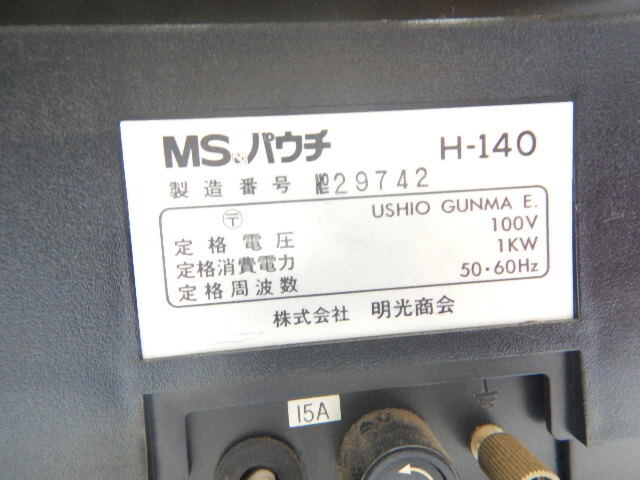 MSパウチ H-140
製造番号 №29742
〒 USHIO GUNMA E.
定格電圧 100V
定格消費電力 1KW
定格周波数 50・60Hz
株式会社 明光商会
15A